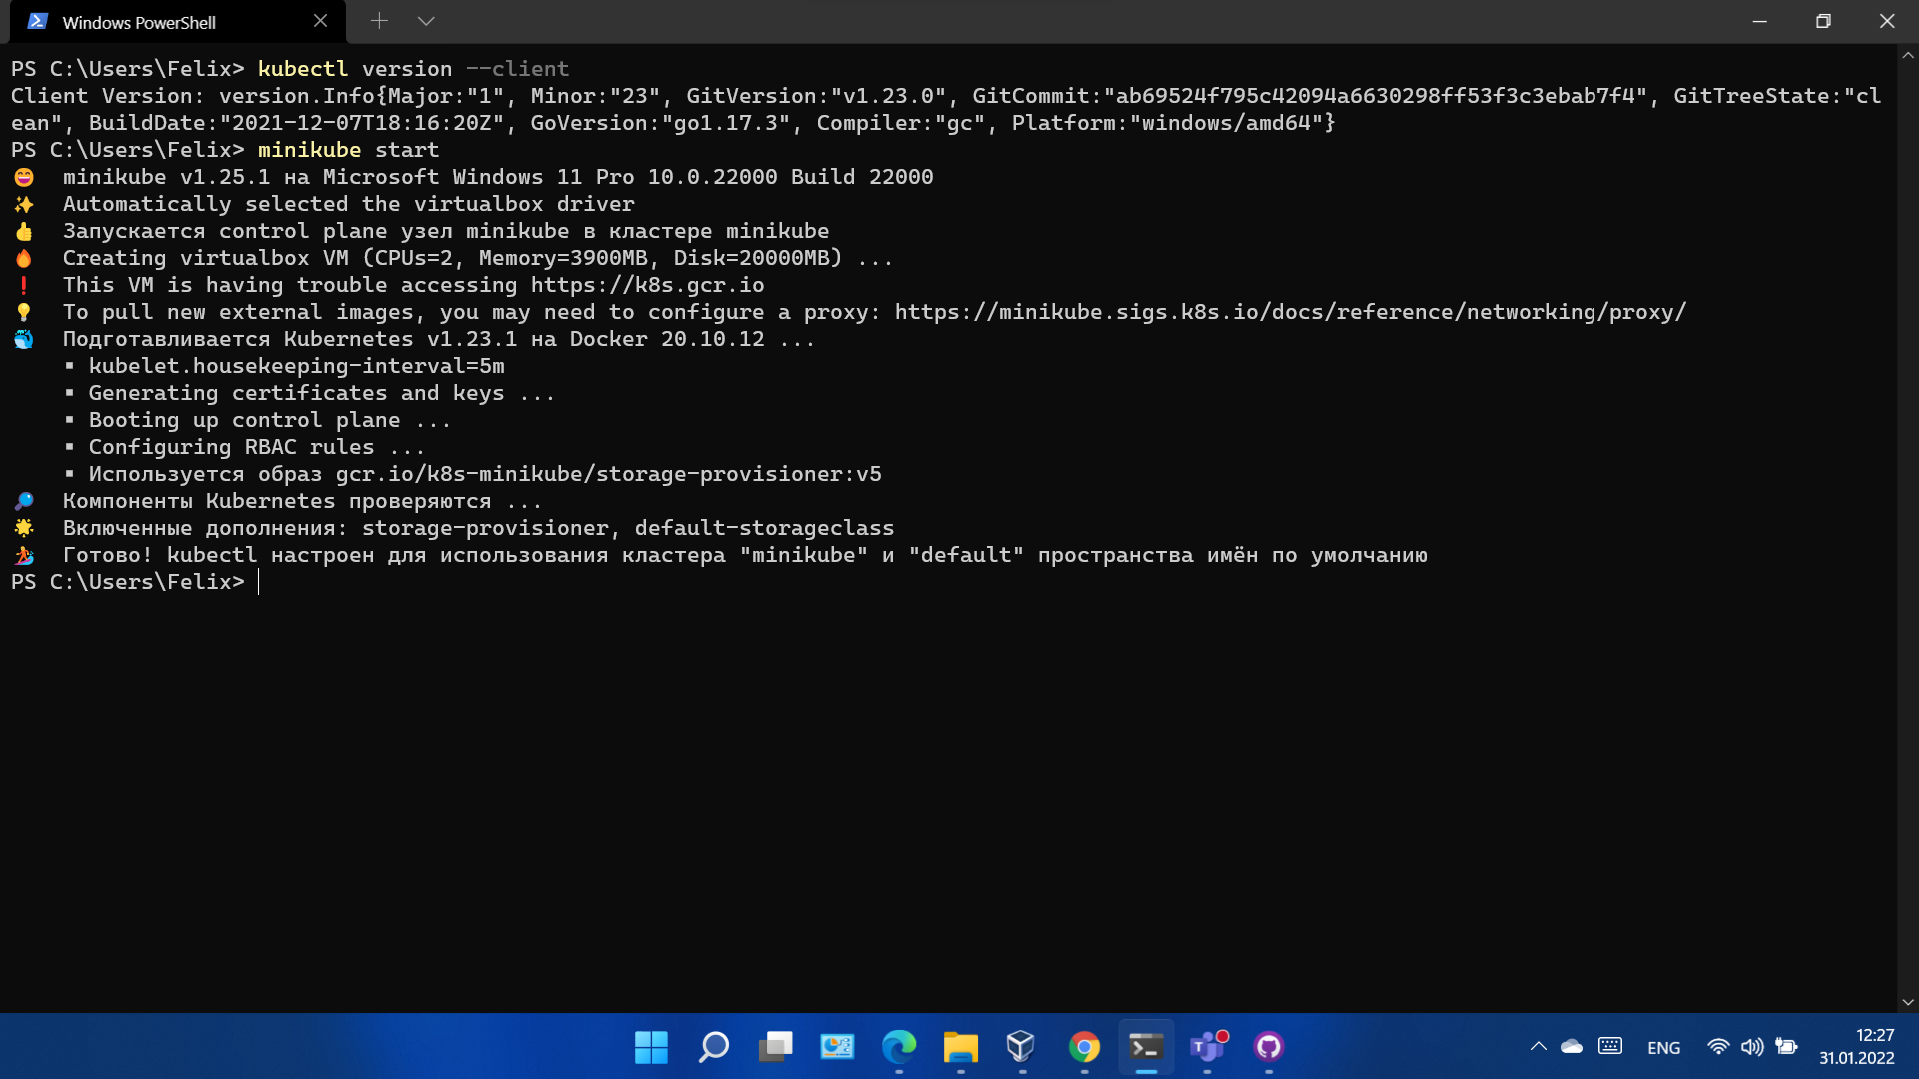 Windows PowerShell
PS C:\Users\Felix> kubectl version --client
Client Version: version.Info{Major:"1", Minor:"23", GitVersion:"v1.23.0", GitCommit:"ab69524f795c42094a6630298ff53f3c3ebab7f4", GitTreeState:"cl
ean", BuildDate:"2021-12-07T18:16:20Z", GoVersion:"go1.17.3", Compiler:"gc", Platform:"windows/amd64"}
PS C:\Users\Felix> minikube start
😄  minikube v1.25.1 на Microsoft Windows 11 Pro 10.0.22000 Build 22000
✨  Automatically selected the virtualbox driver
👍  Запускается control plane узел minikube в кластере minikube
🔥  Creating virtualbox VM (CPUs=2, Memory=3900MB, Disk=20000MB) ...
❗  This VM is having trouble accessing https://k8s.gcr.io
💡  To pull new external images, you may need to configure a proxy: https://minikube.sigs.k8s.io/docs/reference/networking/proxy/
🐳  Подготавливается Kubernetes v1.23.1 на Docker 20.10.12 ...
▪ kubelet.housekeeping-interval=5m
▪ Generating certificates and keys ...
▪ Booting up control plane ...
▪ Configuring RBAC rules ...
▪ Используется образ gcr.io/k8s-minikube/storage-provisioner:v5
🔎  Компоненты Kubernetes проверяются ...
🌟  Включенные дополнения: storage-provisioner, default-storageclass
🏄  Готово! kubectl настроен для использования кластера "minikube" и "default" пространства имён по умолчанию
PS C:\Users\Felix>
ENG
12:27
31.01.2022